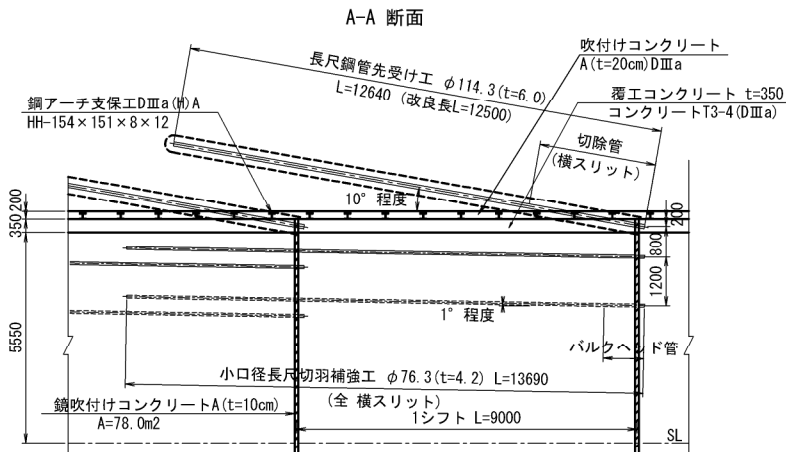 A-A 断面
吹付けコンクリート
A(t=20cm)DⅢa
長尺鋼管先受け工 φ114.3(t=6.0)
L=12640 (改良長L=12500)
覆工コンクリート t=350
コンクリートT3-4(DⅢa)
鋼アーチ支保工DⅢa(H)A
HH-154×151×8×12
切除管
(横スリット)
10° 程度
200
350
5550
200
800
1200
1° 程度
バルクヘッド管
小口径長尺切羽補強工 φ76.3(t=4.2) L=13690
(全 横スリット)
鏡吹付けコンクリートA(t=10cm)
A=78.0m2
1シフト L=9000
SL